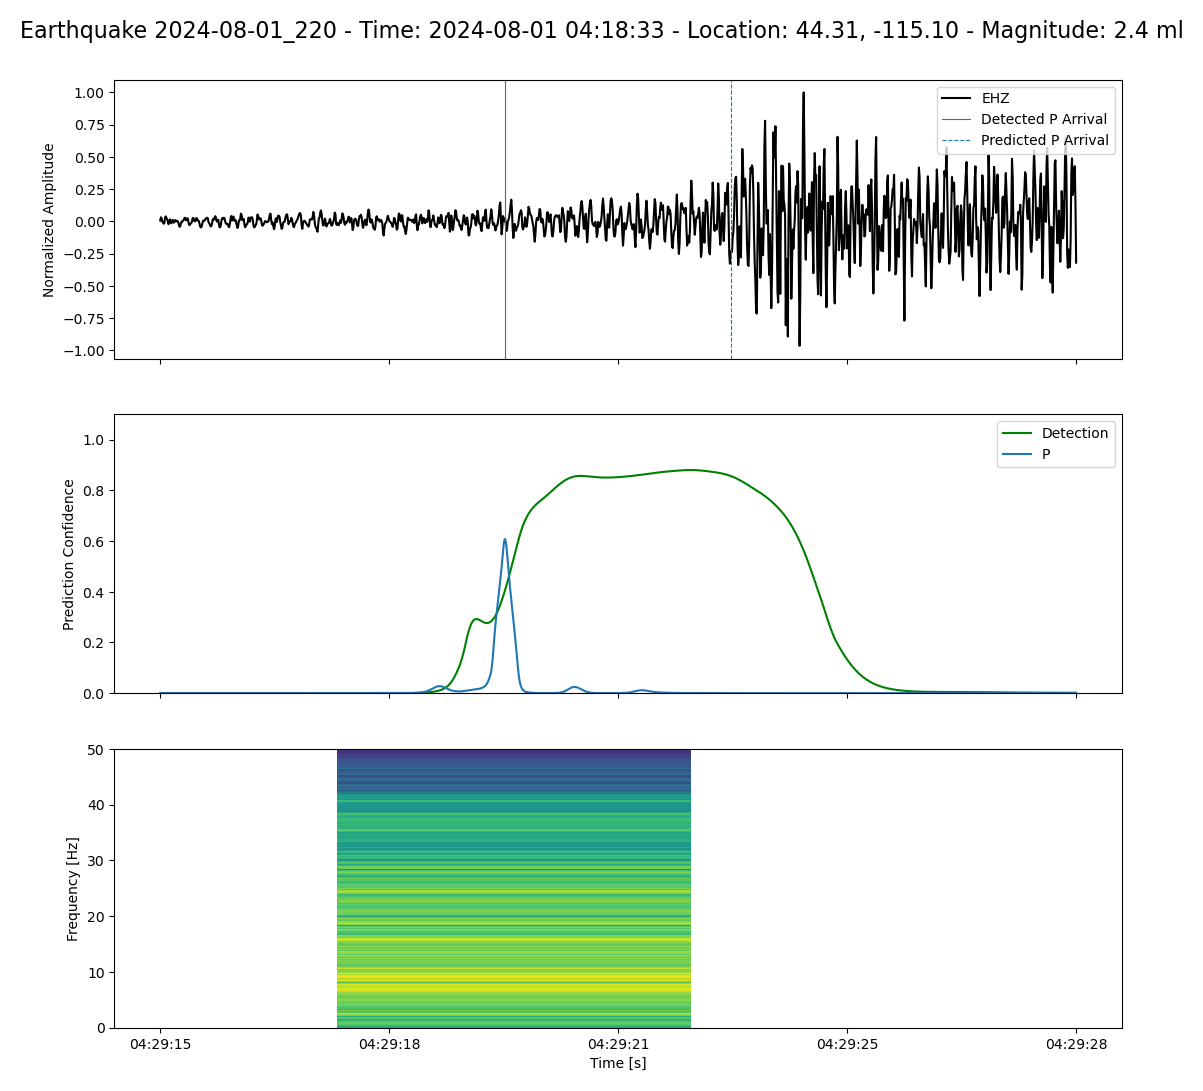 Earthquake 2024-08-01_220 - Time: 2024-08-01 04:18:33 - Location: 44.31, -115.10 - Magnitude: 2.4 ml
Normalized Amplitude
1.00
0.75
0.50
0.25
0.00
−0.25
−0.50
−0.75
−1.00
EHZ
Detected P Arrival
Predicted P Arrival
Prediction Confidence
1.0
0.8
0.6
0.4
0.2
0.0
Detection
P
Frequency [Hz]
50
40
30
20
10
0
04:29:15 04:29:18 04:29:21 04:29:25 04:29:28
Time [s]